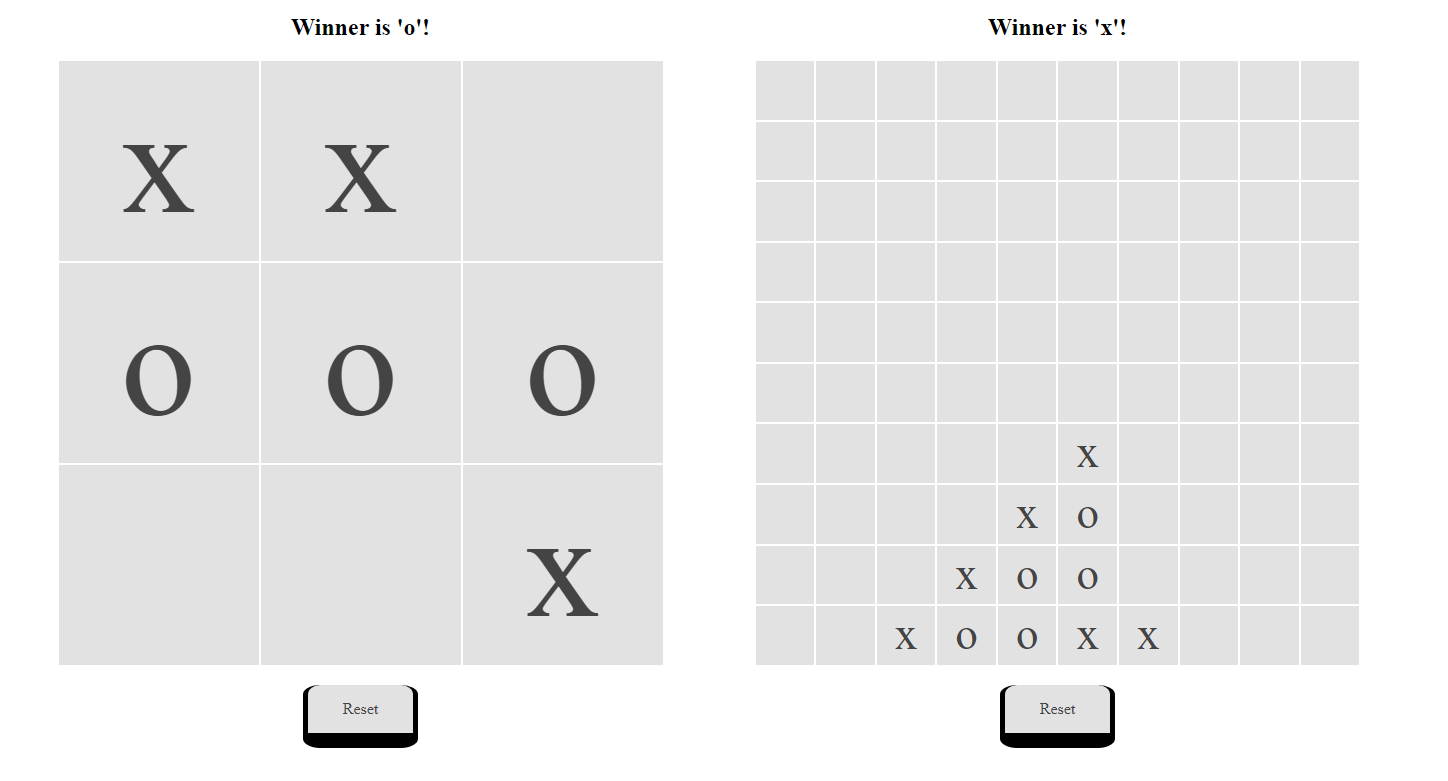 Winner is 'o'!
x x
o o o
x
Reset
Winner is 'x'!
x
x o
x o o
x o o x x
Reset